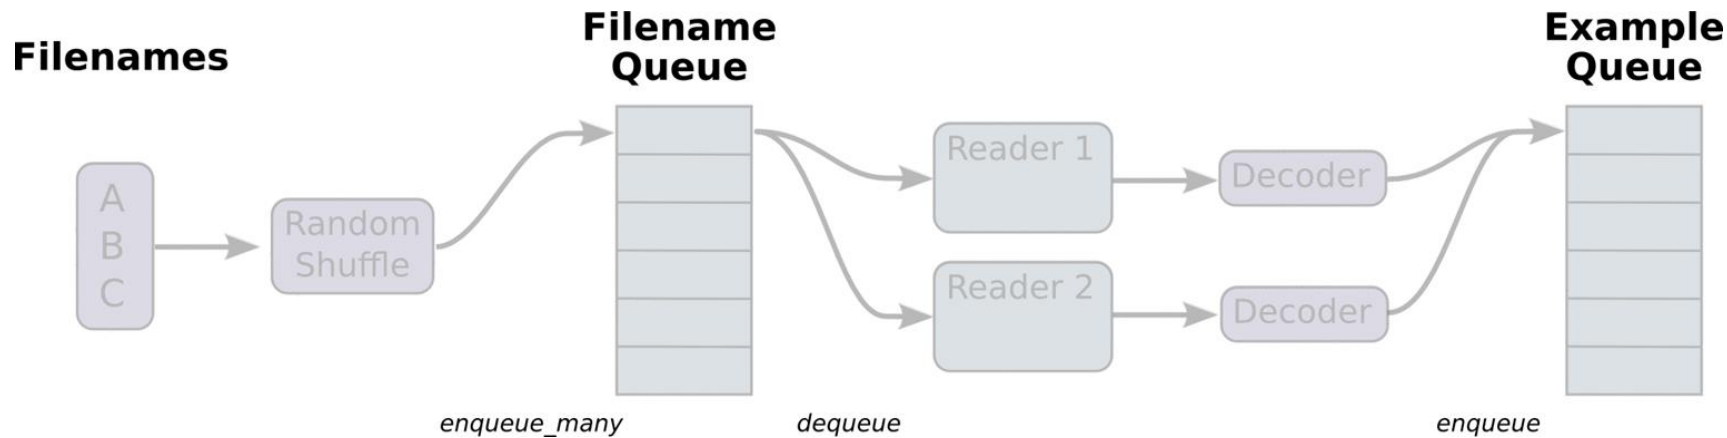 Filenames
Filename
Queue
Example
Queue
A
B
C
Random
Shuffle
Reader 1
Decoder
Reader 2
Decoder
enqueue_many
dequeue
enqueue